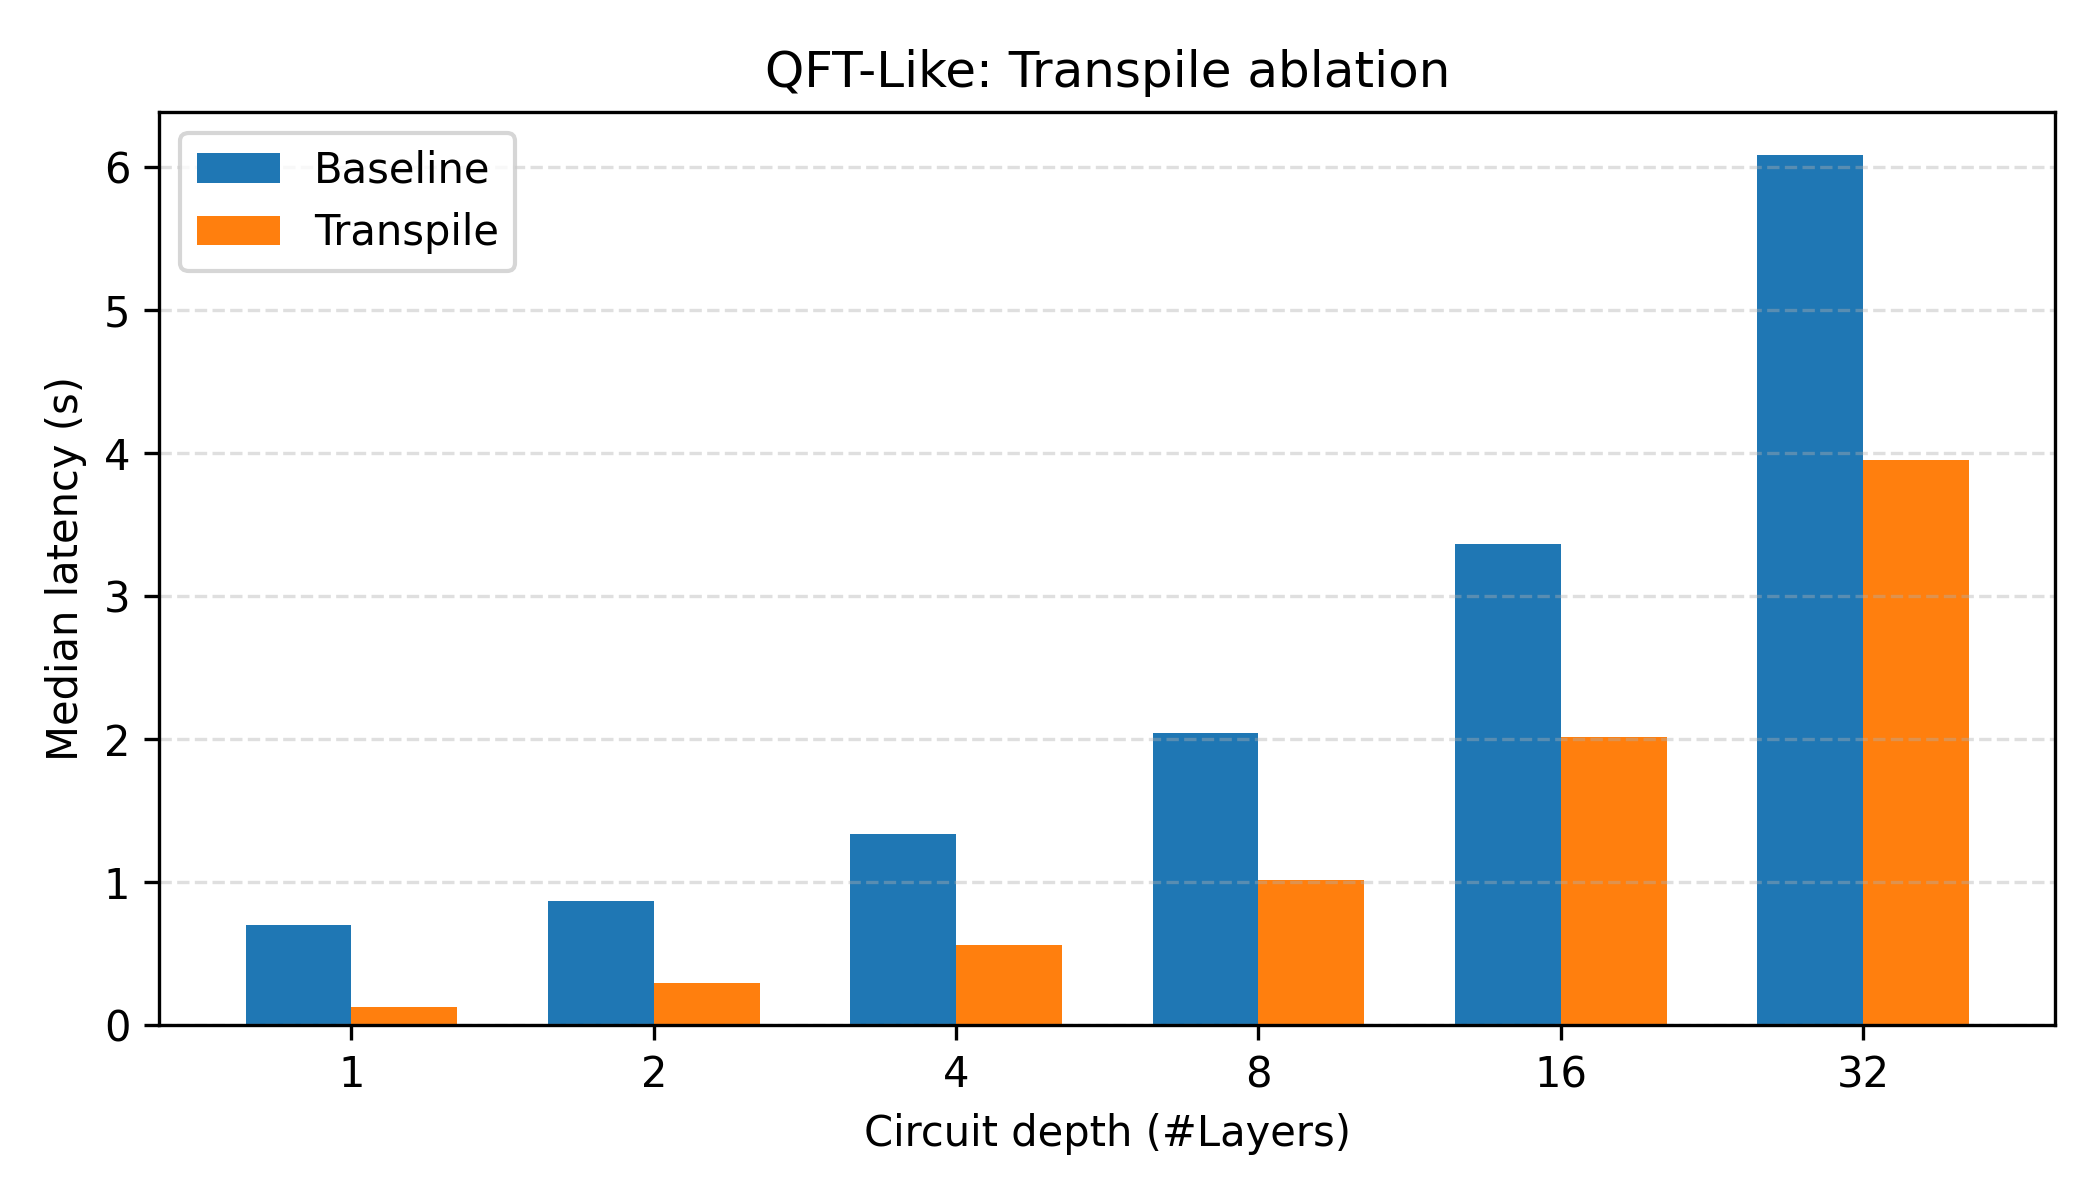 QFT-Like: Transpile ablation
Baseline
Transpile
Median latency (s)
6
5
4
3
2
1
0
1 2 4 8 16 32
Circuit depth (#Layers)